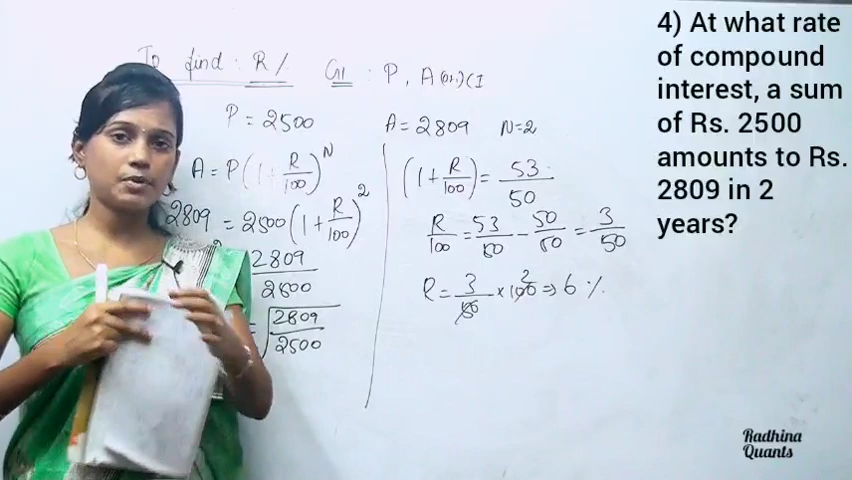 To find : R %
Gn : P, A (or) CI
P = 2500
A = P(1 + R/100)^N
2809 = 2500(1 + R/100)^2
2809/2500
= √(2809/2500)
A = 2809 N = 2
(1 + R/100) = 53/50
R/100 = 53/50 - 50/50 = 3/50
R = 3/50 × 100 2 => 6 %
4) At what rate
of compound
interest, a sum
of Rs. 2500
amounts to Rs.
2809 in 2
years?
Radhina
Quants